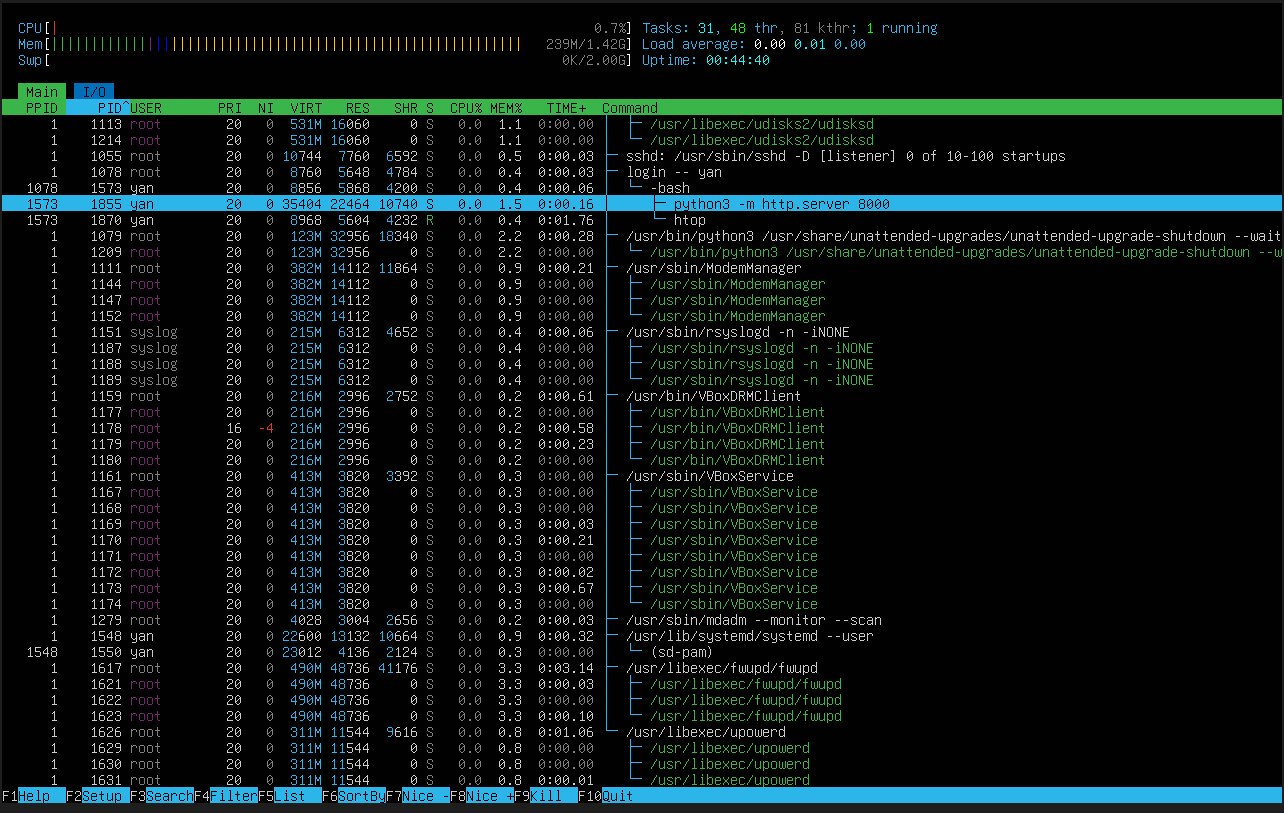 CPU[| 0.7%] Tasks: 31, 48 thr, 81 kthr; 1 running
Mem[|||||||||||||||||||||||||||||||||||||||||||||||||||||||||||| 239M/1.42G] Load average: 0.00 0.01 0.00
Swp[ 0K/2.00G] Uptime: 00:44:40
Main I/O
PPID PID^USER PRI NI VIRT RES SHR S CPU% MEM% TIME+ Command
1 1113 root 20 0 531M 16060 0 S 0.0 1.1 0:00.00 │ ├─ /usr/libexec/udisks2/udisksd
1 1214 root 20 0 531M 16060 0 S 0.0 1.1 0:00.00 │ └─ /usr/libexec/udisks2/udisksd
1 1055 root 20 0 10744 7760 6592 S 0.0 0.5 0:00.03 ├─ sshd: /usr/sbin/sshd -D [listener] 0 of 10-100 startups
1 1078 root 20 0 8760 5648 4784 S 0.0 0.4 0:00.03 ├─ login -- yan
1078 1573 yan 20 0 8856 5868 4200 S 0.0 0.4 0:00.06 │ └─ -bash
1573 1855 yan 20 0 35404 22464 10740 S 0.0 1.5 0:00.16 │ ├─ python3 -m http.server 8000
1573 1870 yan 20 0 8968 5604 4232 R 0.0 0.4 0:01.76 │ └─ htop
1 1079 root 20 0 123M 32956 18340 S 0.0 2.2 0:00.28 ├─ /usr/bin/python3 /usr/share/unattended-upgrades/unattended-upgrade-shutdown --wait
1 1209 root 20 0 123M 32956 0 S 0.0 2.2 0:00.00 │ └─ /usr/bin/python3 /usr/share/unattended-upgrades/unattended-upgrade-shutdown --w
1 1111 root 20 0 382M 14112 11864 S 0.0 0.9 0:00.21 ├─ /usr/sbin/ModemManager
1 1144 root 20 0 382M 14112 0 S 0.0 0.9 0:00.00 │ ├─ /usr/sbin/ModemManager
1 1147 root 20 0 382M 14112 0 S 0.0 0.9 0:00.00 │ ├─ /usr/sbin/ModemManager
1 1152 root 20 0 382M 14112 0 S 0.0 0.9 0:00.00 │ └─ /usr/sbin/ModemManager
1 1151 syslog 20 0 215M 6312 4652 S 0.0 0.4 0:00.06 ├─ /usr/sbin/rsyslogd -n -iNONE
1 1187 syslog 20 0 215M 6312 0 S 0.0 0.4 0:00.00 │ ├─ /usr/sbin/rsyslogd -n -iNONE
1 1188 syslog 20 0 215M 6312 0 S 0.0 0.4 0:00.00 │ ├─ /usr/sbin/rsyslogd -n -iNONE
1 1189 syslog 20 0 215M 6312 0 S 0.0 0.4 0:00.00 │ └─ /usr/sbin/rsyslogd -n -iNONE
1 1159 root 20 0 216M 2996 2752 S 0.0 0.2 0:00.61 ├─ /usr/bin/VBoxDRMClient
1 1177 root 20 0 216M 2996 0 S 0.0 0.2 0:00.00 │ ├─ /usr/bin/VBoxDRMClient
1 1178 root 16 -4 216M 2996 0 S 0.0 0.2 0:00.58 │ ├─ /usr/bin/VBoxDRMClient
1 1179 root 20 0 216M 2996 0 S 0.0 0.2 0:00.23 │ ├─ /usr/bin/VBoxDRMClient
1 1180 root 20 0 216M 2996 0 S 0.0 0.2 0:00.00 │ └─ /usr/bin/VBoxDRMClient
1 1161 root 20 0 413M 3820 3392 S 0.0 0.3 0:00.00 ├─ /usr/sbin/VBoxService
1 1167 root 20 0 413M 3820 0 S 0.0 0.3 0:00.00 │ ├─ /usr/sbin/VBoxService
1 1168 root 20 0 413M 3820 0 S 0.0 0.3 0:00.00 │ ├─ /usr/sbin/VBoxService
1 1169 root 20 0 413M 3820 0 S 0.0 0.3 0:00.03 │ ├─ /usr/sbin/VBoxService
1 1170 root 20 0 413M 3820 0 S 0.0 0.3 0:00.21 │ ├─ /usr/sbin/VBoxService
1 1171 root 20 0 413M 3820 0 S 0.0 0.3 0:00.00 │ ├─ /usr/sbin/VBoxService
1 1172 root 20 0 413M 3820 0 S 0.0 0.3 0:00.02 │ ├─ /usr/sbin/VBoxService
1 1173 root 20 0 413M 3820 0 S 0.0 0.3 0:00.67 │ ├─ /usr/sbin/VBoxService
1 1174 root 20 0 413M 3820 0 S 0.0 0.3 0:00.00 │ └─ /usr/sbin/VBoxService
1 1279 root 20 0 4028 3004 2656 S 0.0 0.2 0:00.03 ├─ /usr/sbin/mdadm --monitor --scan
1 1548 yan 20 0 22600 13132 10664 S 0.0 0.9 0:00.32 ├─ /usr/lib/systemd/systemd --user
1548 1550 yan 20 0 23012 4136 2124 S 0.0 0.3 0:00.00 │ └─ (sd-pam)
1 1617 root 20 0 490M 48736 41176 S 0.0 3.3 0:03.14 ├─ /usr/libexec/fwupd/fwupd
1 1621 root 20 0 490M 48736 0 S 0.0 3.3 0:00.03 │ ├─ /usr/libexec/fwupd/fwupd
1 1622 root 20 0 490M 48736 0 S 0.0 3.3 0:00.00 │ ├─ /usr/libexec/fwupd/fwupd
1 1623 root 20 0 490M 48736 0 S 0.0 3.3 0:00.10 │ └─ /usr/libexec/fwupd/fwupd
1 1626 root 20 0 311M 11544 9616 S 0.0 0.8 0:01.06 └─ /usr/libexec/upowerd
1 1629 root 20 0 311M 11544 0 S 0.0 0.8 0:00.00 ├─ /usr/libexec/upowerd
1 1630 root 20 0 311M 11544 0 S 0.0 0.8 0:00.00 ├─ /usr/libexec/upowerd
1 1631 root 20 0 311M 11544 0 S 0.0 0.8 0:00.01 └─ /usr/libexec/upowerd
F1Help F2Setup F3SearchF4FilterF5List F6SortByF7Nice -F8Nice +F9Kill F10Quit